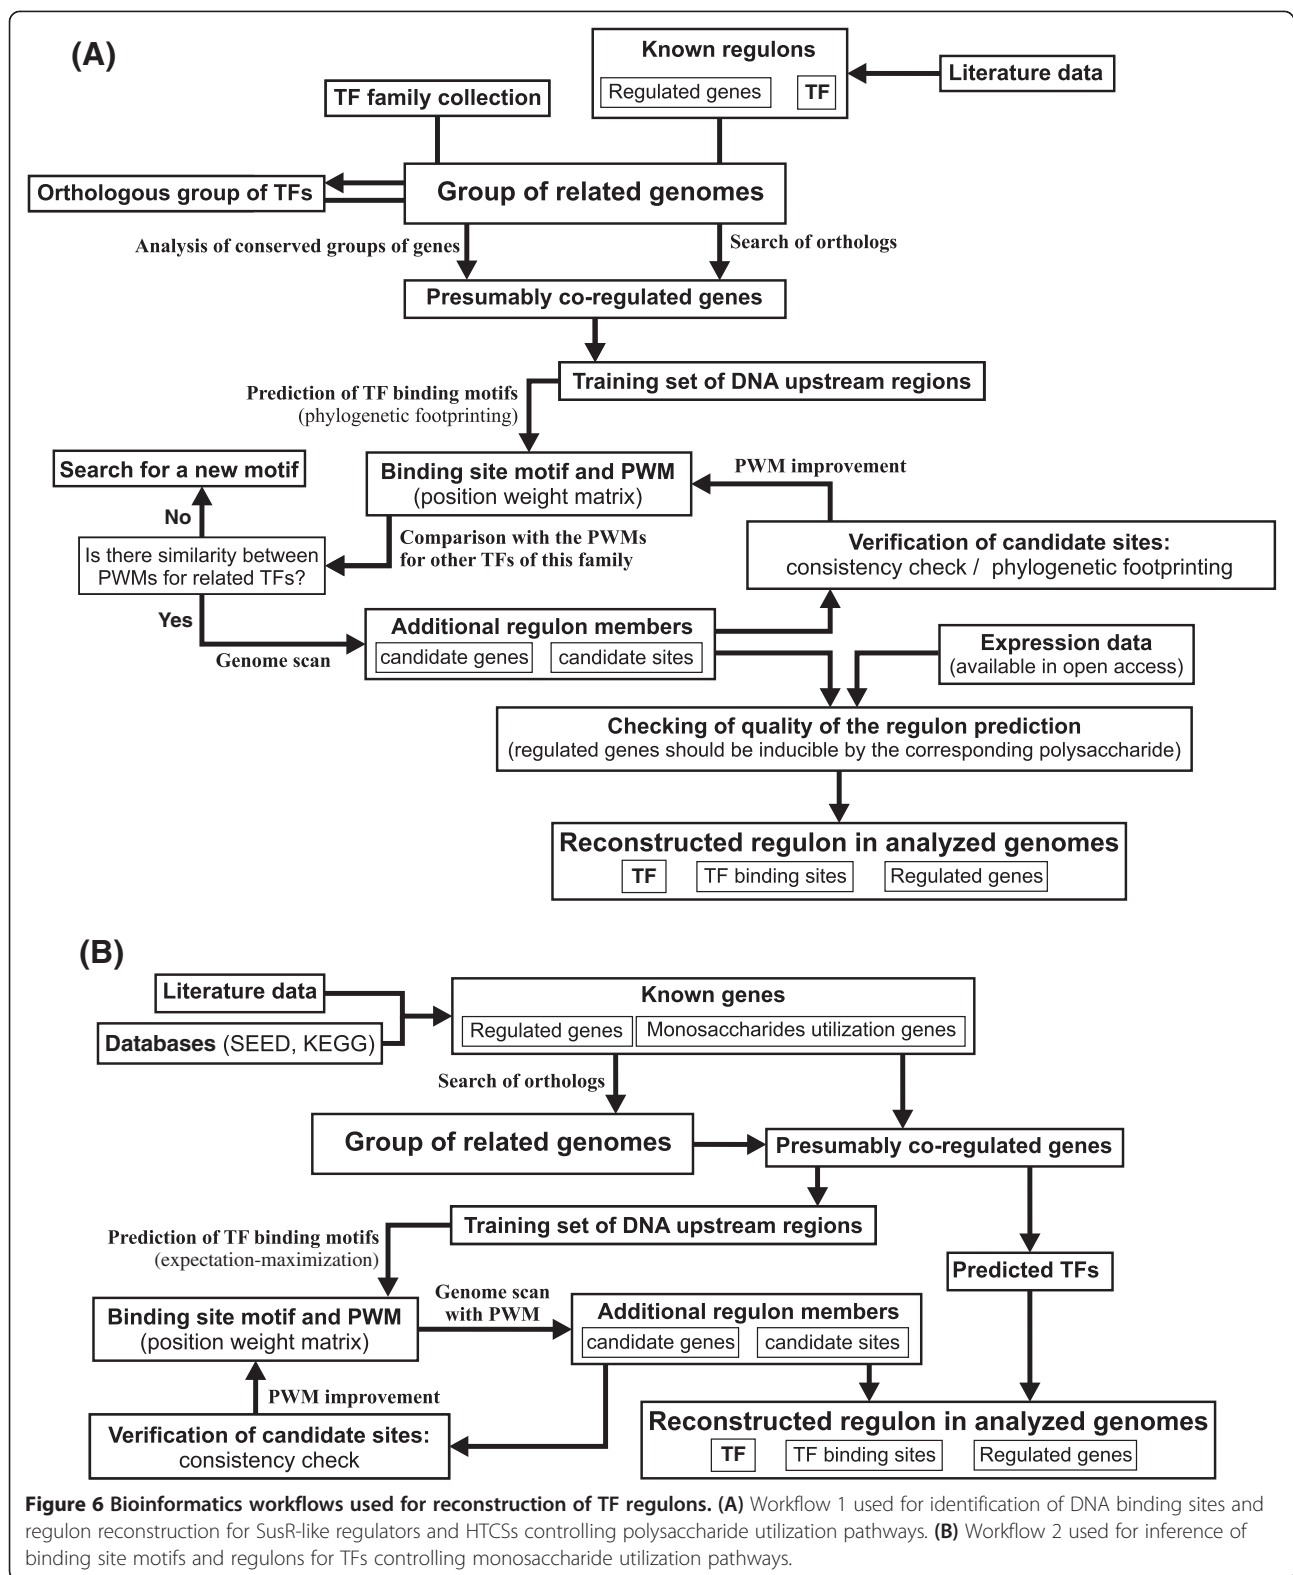 (A)
Known regulons
Regulated genes
TF
Literature data
TF family collection
Orthologous group of TFs
Group of related genomes
Analysis of conserved groups of genes
Search of orthologs
Presumably co-regulated genes
Training set of DNA upstream regions
Prediction of TF binding motifs
(phylogenetic footprinting)
Search for a new motif
Binding site motif and PWM
(position weight matrix)
PWM improvement
No
Is there similarity between
PWMs for related TFs?
Comparison with the PWMs
for other TFs of this family
Verification of candidate sites:
consistency check / phylogenetic footprinting
Yes
Genome scan
Additional regulon members
candidate genes
candidate sites
Expression data
(available in open access)
Checking of quality of the regulon prediction
(regulated genes should be inducible by the corresponding polysaccharide)
Reconstructed regulon in analyzed genomes
TF
TF binding sites
Regulated genes
(B)
Literature data
Databases (SEED, KEGG)
Known genes
Regulated genes
Monosaccharides utilization genes
Search of orthologs
Group of related genomes
Presumably co-regulated genes
Training set of DNA upstream regions
Prediction of TF binding motifs
(expectation-maximization)
Predicted TFs
Binding site motif and PWM
(position weight matrix)
Genome scan
with PWM
Additional regulon members
candidate genes
candidate sites
PWM improvement
Verification of candidate sites:
consistency check
Reconstructed regulon in analyzed genomes
TF
TF binding sites
Regulated genes
Figure 6 Bioinformatics workflows used for reconstruction of TF regulons. (A) Workflow 1 used for identification of DNA binding sites and
regulon reconstruction for SusR-like regulators and HTCSs controlling polysaccharide utilization pathways. (B) Workflow 2 used for inference of
binding site motifs and regulons for TFs controlling monosaccharide utilization pathways.